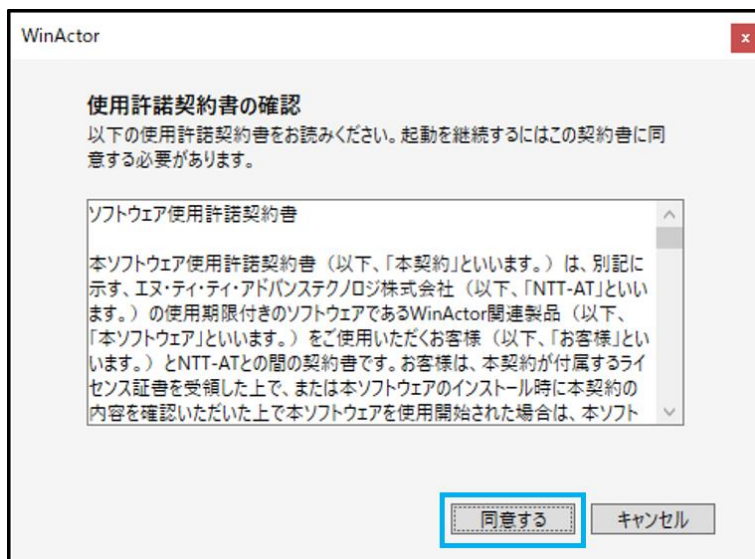 WinActor
x
使用許諾契約書の確認
以下の使用許諾契約書をお読みください。起動を継続するにはこの契約書に同
意する必要があります。
ソフトウェア使用許諾契約書
本ソフトウェア使用許諾契約書（以下、「本契約」といいます。）は、別記に
示す、エヌ・ティ・ティ・アドバンステクノロジ株式会社（以下、「NTT-AT」といい
ます。）の使用期限付きのソフトウェアであるWinActor関連製品（以下、
「本ソフトウェア」といいます。）をご使用いただくお客様（以下、「お客様」とい
います。）とNTT-ATとの間の契約書です。お客様は、本契約が付属するライ
センス証書を受領した上で、または本ソフトウェアのインストール時に本契約の
内容を確認いただいた上で本ソフトウェアを使用開始された場合は、本ソフト
同意する
キャンセル